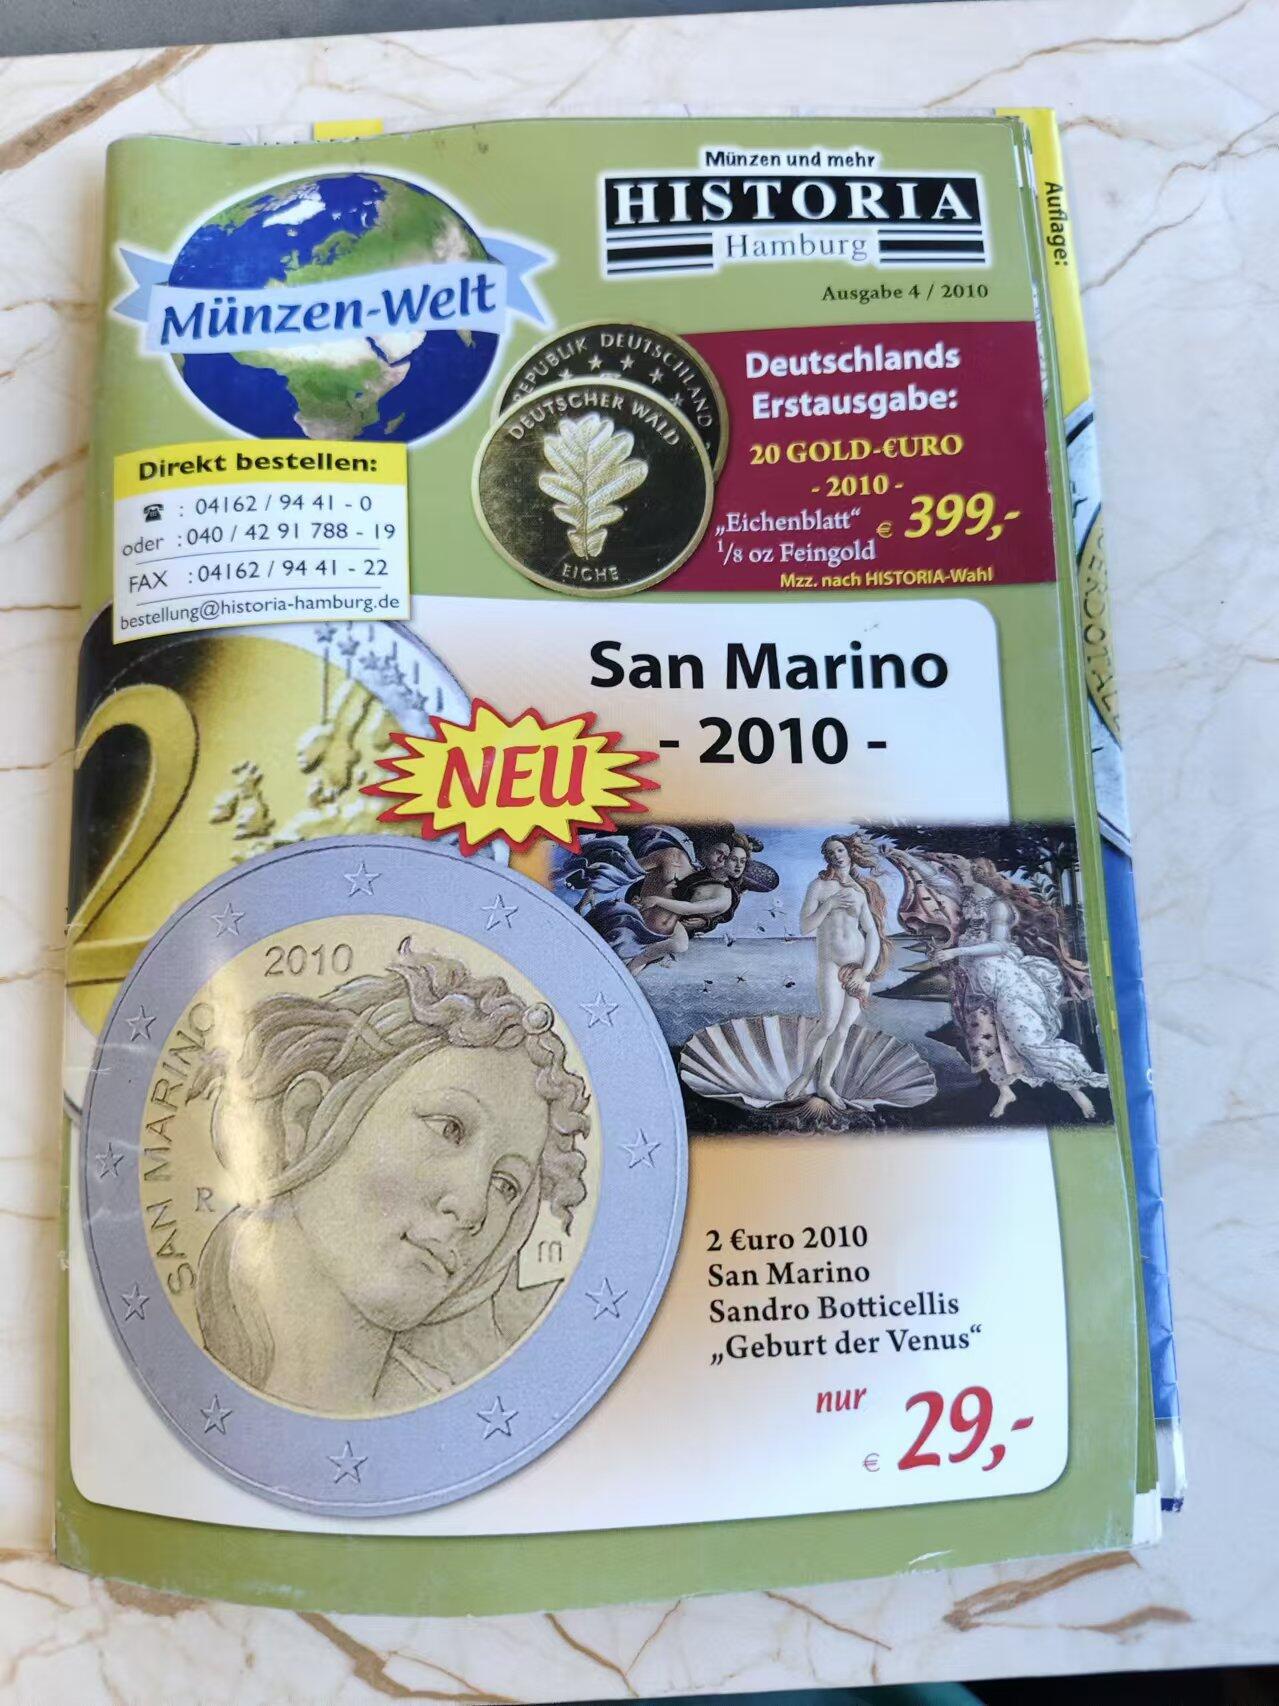 Münzen und mehr
HISTORIA
Hamburg
Ausgabe 4 / 2010
Auflage:
Münzen-Welt
Direkt bestellen:
☎ : 04162 / 94 41 - 0
oder : 040 / 42 91 788 - 19
FAX : 04162 / 94 41 - 22
bestellung@historia-hamburg.de
REPUBLIK DEUTSCHLAND
DEUTSCHER WALD
EICHE
Deutschlands
Erstausgabe:
20 GOLD-€URO
- 2010 -
„Eichenblatt“
€ 399,-
1/8 oz Feingold
Mzz. nach HISTORIA-Wahl
San Marino
- 2010 -
NEU
2
2010
SAN MARINO
R
2 €uro 2010
San Marino
Sandro Botticellis
„Geburt der Venus“
nur
€ 29,-